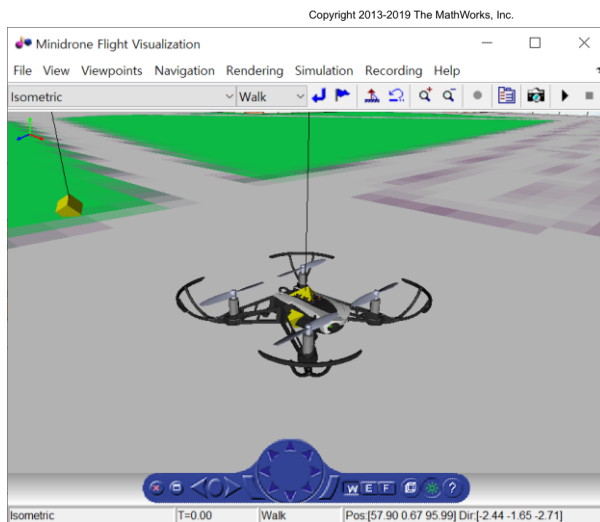 Copyright 2013-2019 The MathWorks, Inc.
Minidrone Flight Visualization
File View Viewpoints Navigation Rendering Simulation Recording Help
Isometric Walk
W E F ?
Isometric T=0.00 Walk Pos:[57.90 0.67 95.99] Dir:[-2.44 -1.65 -2.71]